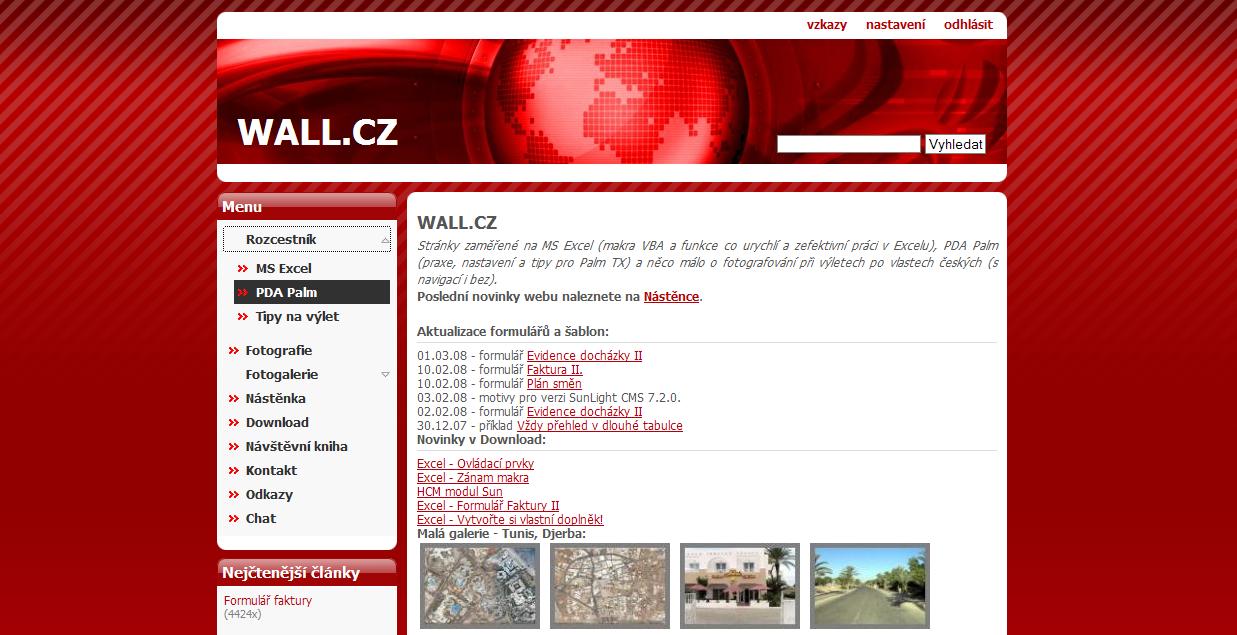 vzkazy nastavení odhlásit
WALL.CZ
Vyhledat
Menu
Rozcestník
MS Excel
PDA Palm
Tipy na výlet
Fotografie
Fotogalerie
Nástěnka
Download
Návštěvní kniha
Kontakt
Odkazy
Chat
Nejčtenější články
Formulář faktury
(4424x)
WALL.CZ
Stránky zaměřené na MS Excel (makra VBA a funkce co urychlí a zefektivní práci v Excelu), PDA Palm
(praxe, nastavení a tipy pro Palm TX) a něco málo o fotografování při výletech po vlastech českých (s
navigací i bez).
Poslední novinky webu naleznete na Nástěnce.
Aktualizace formulářů a šablon:
01.03.08 - formulář Evidence docházky II
10.02.08 - formulář Faktura II.
10.02.08 - formulář Plán směn
03.02.08 - motivy pro verzi SunLight CMS 7.2.0.
02.02.08 - formulář Evidence docházky II
30.12.07 - příklad Vždy přehled v dlouhé tabulce
Novinky v Download:
Excel - Ovládací prvky
Excel - Zánam makra
HCM modul Sun
Excel - Formulář Faktury II
Excel - Vytvořte si vlastní doplněk!
Malá galerie - Tunis, Djerba: